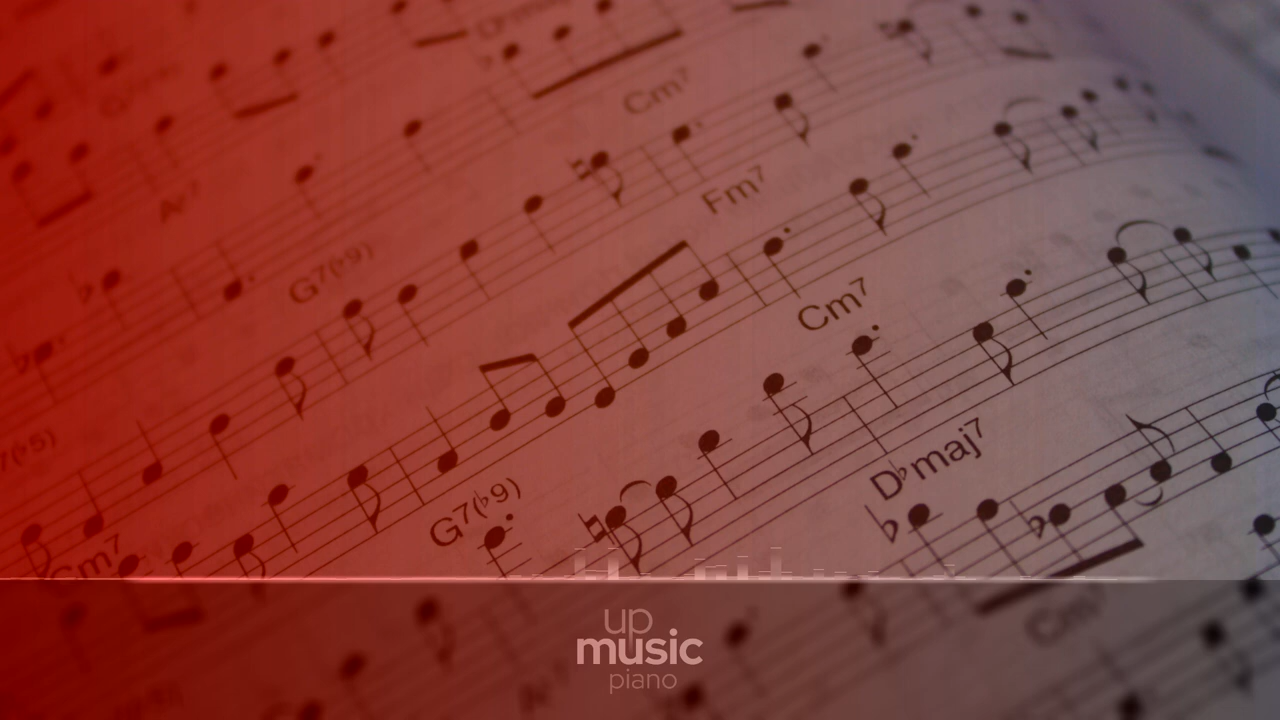 Cm⁷
Fm⁷
G⁷(♭9)
Cm⁷
D♭maj⁷
G⁷(♭9)
Cm⁷
up
music
piano